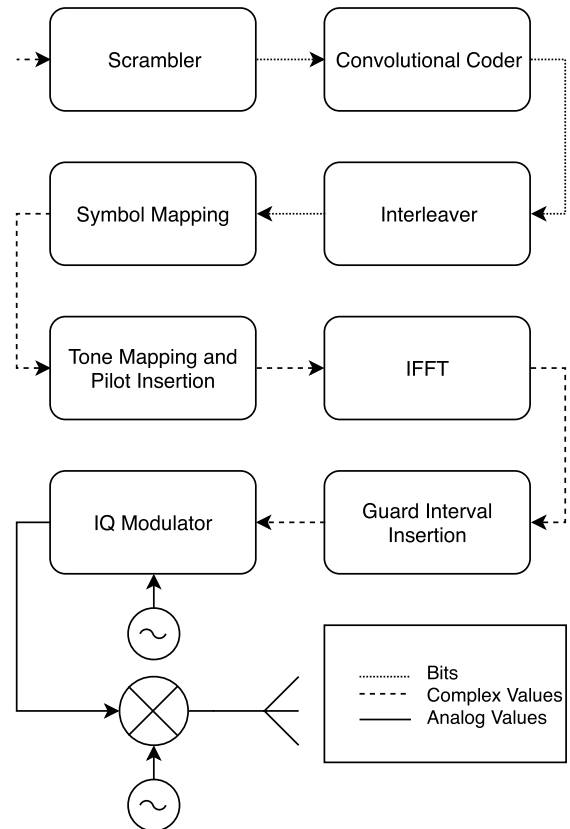 Scrambler
Convolutional Coder
Symbol Mapping
Interleaver
Tone Mapping and
Pilot Insertion
IFFT
IQ Modulator
Guard Interval
Insertion
Bits
Complex Values
Analog Values